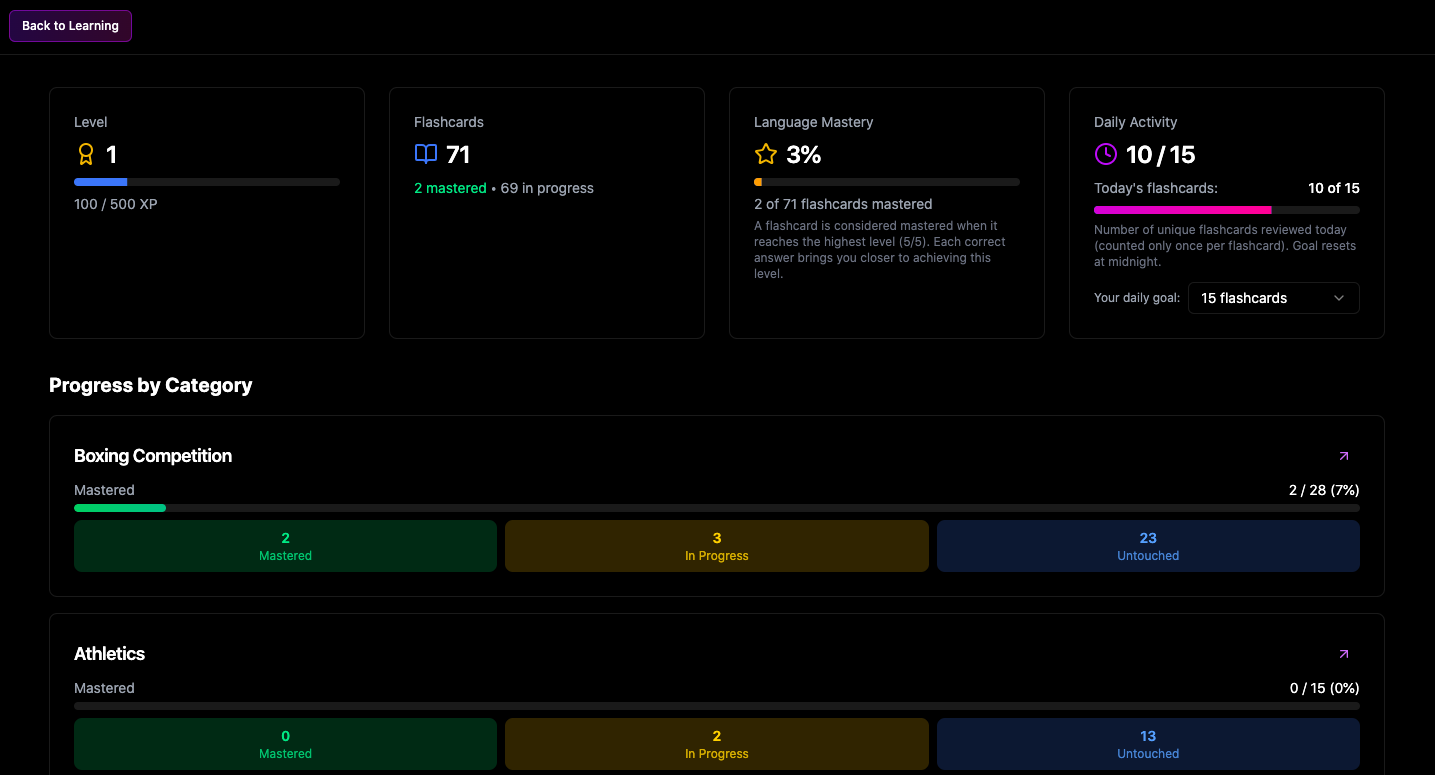 Back to Learning
Level
1
100 / 500 XP
Flashcards
71
2 mastered • 69 in progress
Language Mastery
3%
2 of 71 flashcards mastered
A flashcard is considered mastered when it
reaches the highest level (5/5). Each correct
answer brings you closer to achieving this
level.
Daily Activity
10 / 15
Today's flashcards: 10 of 15
Number of unique flashcards reviewed today
(counted only once per flashcard). Goal resets
at midnight.
Your daily goal: 15 flashcards
Progress by Category
Boxing Competition
Mastered 2 / 28 (7%)
2 3 23
Mastered In Progress Untouched
Athletics
Mastered 0 / 15 (0%)
0 2 13
Mastered In Progress Untouched